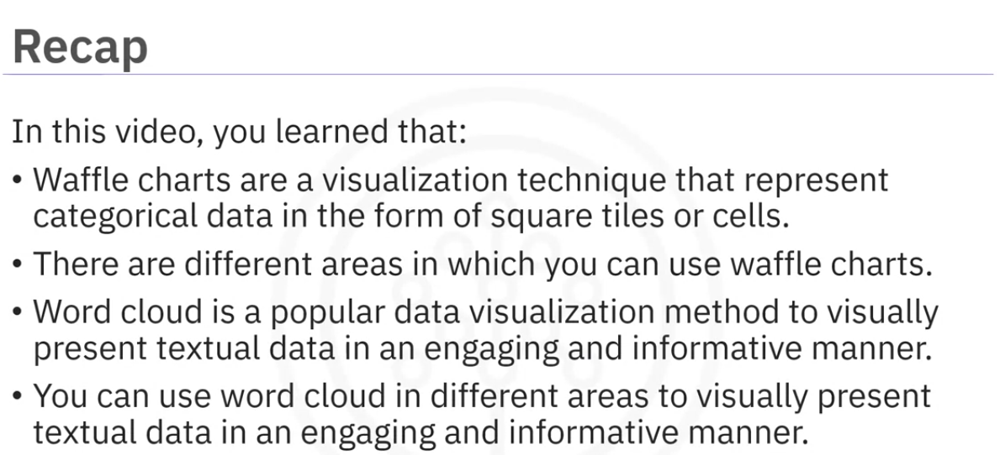 Recap
In this video, you learned that:
• Waffle charts are a visualization technique that represent
categorical data in the form of square tiles or cells.
• There are different areas in which you can use waffle charts.
• Word cloud is a popular data visualization method to visually
present textual data in an engaging and informative manner.
• You can use word cloud in different areas to visually present
textual data in an engaging and informative manner.